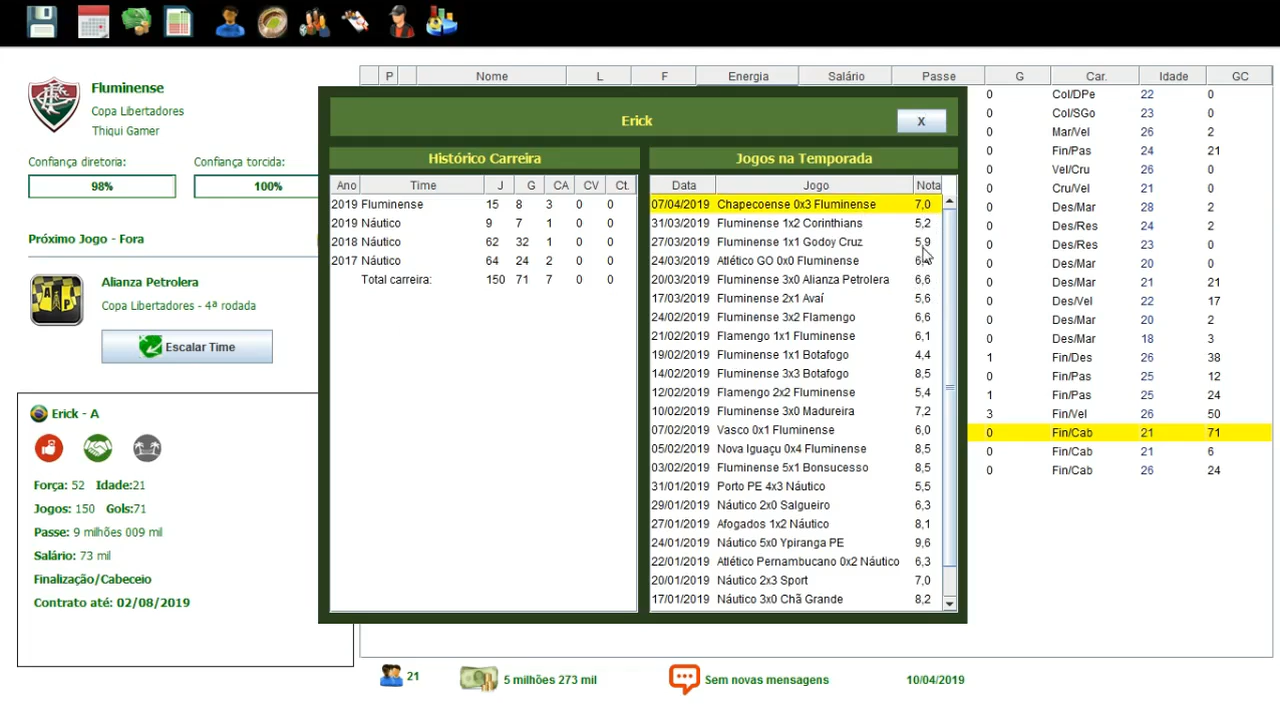 Fluminense
Copa Libertadores
Thiqui Gamer
Confiança diretoria:
Confiança torcida:
98%
100%
Próximo Jogo - Fora
Alianza Petrolera
Copa Libertadores - 4ª rodada
Escalar Time
Erick - A
Força: 52 Idade:21
Jogos: 150 Gols:71
Passe: 9 milhões 009 mil
Salário: 73 mil
Finalização/Cabeceio
Contrato até: 02/08/2019
P Nome L F Energia Salário Passe G Car. Idade GC
0 Col/DPe 22 0
0 Col/SGo 23 0
0 Mar/Vel 26 2
0 Fin/Pas 24 21
0 Vel/Cru 26 0
0 Cru/Vel 21 0
0 Des/Mar 28 2
0 Des/Res 24 2
0 Des/Res 23 0
0 Des/Mar 20 0
0 Des/Mar 21 21
0 Des/Vel 22 17
0 Des/Mar 20 2
0 Des/Mar 18 3
1 Fin/Des 26 38
0 Fin/Pas 25 12
1 Fin/Pas 25 24
3 Fin/Vel 26 50
0 Fin/Cab 21 71
0 Fin/Cab 21 6
0 Fin/Cab 26 24
Erick
X
Histórico Carreira
Ano Time J G CA CV Ct.
2019 Fluminense 15 8 3 0 0
2019 Náutico 9 7 1 0 0
2018 Náutico 62 32 1 0 0
2017 Náutico 64 24 2 0 0
Total carreira: 150 71 7 0 0
Jogos na Temporada
Data Jogo Nota
07/04/2019 Chapecoense 0x3 Fluminense 7,0
31/03/2019 Fluminense 1x2 Corinthians 5,2
27/03/2019 Fluminense 1x1 Godoy Cruz 5,9
24/03/2019 Atlético GO 0x0 Fluminense
20/03/2019 Fluminense 3x0 Alianza Petrolera 6,6
17/03/2019 Fluminense 2x1 Avaí 5,6
24/02/2019 Fluminense 3x2 Flamengo 6,6
21/02/2019 Flamengo 1x1 Fluminense 6,1
19/02/2019 Fluminense 1x1 Botafogo 4,4
14/02/2019 Fluminense 3x3 Botafogo 8,5
12/02/2019 Flamengo 2x2 Fluminense 5,4
10/02/2019 Fluminense 3x0 Madureira 7,2
07/02/2019 Vasco 0x1 Fluminense 6,0
05/02/2019 Nova Iguaçu 0x4 Fluminense 8,5
03/02/2019 Fluminense 5x1 Bonsucesso 8,5
31/01/2019 Porto PE 4x3 Náutico 5,5
29/01/2019 Náutico 2x0 Salgueiro 6,3
27/01/2019 Afogados 1x2 Náutico 8,1
24/01/2019 Náutico 5x0 Ypiranga PE 9,6
22/01/2019 Atlético Pernambucano 0x2 Náutico 6,3
20/01/2019 Náutico 2x3 Sport 7,0
17/01/2019 Náutico 3x0 Chã Grande 8,2
21
5 milhões 273 mil
Sem novas mensagens
10/04/2019